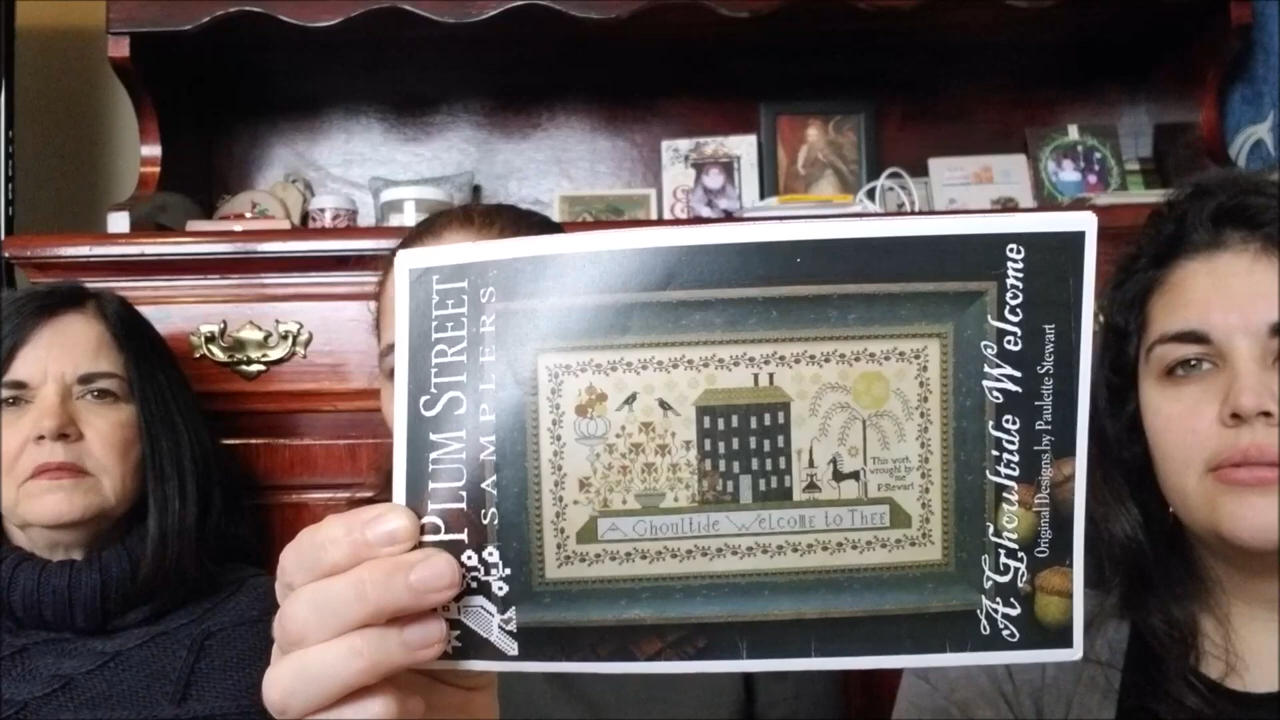 PLUM STREET
SAMPLERS
This work
wrought by
me
P.Stewart
A Ghoultide Welcome to Thee
A Ghoultide Welcome
Original Designs by Paulette Stewart